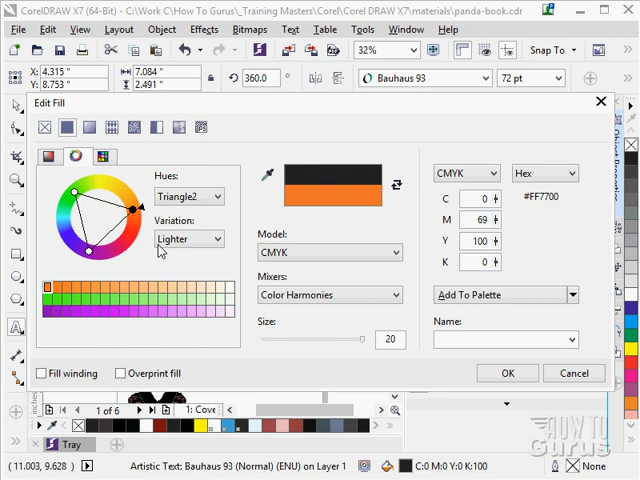 CorelDRAW X7 (64-Bit) - C:\Work C\How To Gurus\_Training Masters\Corel\Corel DRAW X7\materials\panda-book.cdr
File Edit View Layout Object Effects Bitmaps Text Table Tools Window Help
32% Snap To
X: 4.315 " 7.084 " 360.0 Bauhaus 93 72 pt
Y: 8.753 " 2.491 "
Edit Fill
Hues:
Triangle2
Variation:
Lighter
Model:
CMYK
Mixers:
Color Harmonies
Size:
20
CMYK Hex
C 0 #FF7700
M 69
Y 100
K 0
Add To Palette
Name:
Fill winding Overprint fill OK Cancel
inches
1 of 6 1: Cove
Tray
HOW TO
Gurus
(11.003, 9.628) Artistic Text: Bauhaus 93 (Normal) (ENU) on Layer 1 C:0 M:0 Y:0 K:100 None